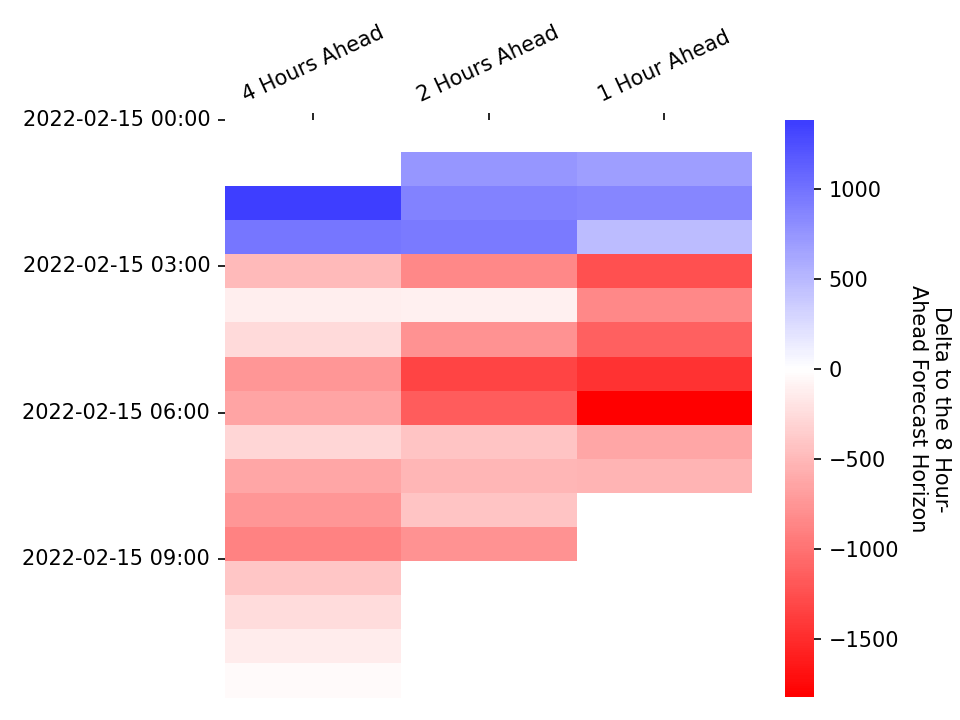 4 Hours Ahead
2 Hours Ahead
1 Hour Ahead
2022-02-15 00:00
2022-02-15 03:00
2022-02-15 06:00
2022-02-15 09:00
1000
500
0
−500
−1000
−1500
Delta to the 8 Hour-
Ahead Forecast Horizon